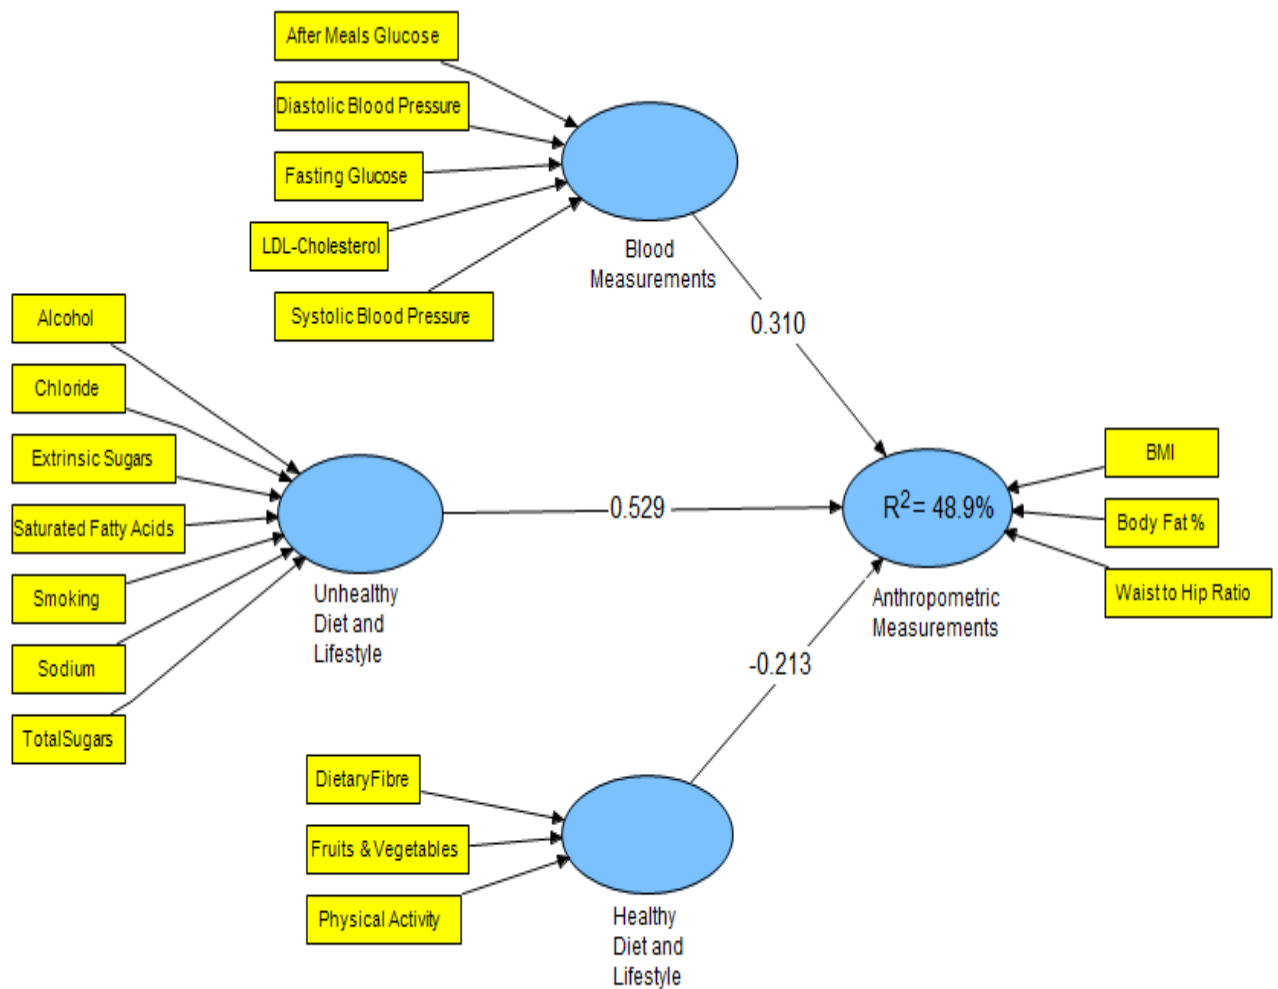 After Meals Glucose
Diastolic Blood Pressure
Fasting Glucose
LDL-Cholesterol
Systolic Blood Pressure
Blood
Measurements
0.310
Alcohol
Chloride
Extrinsic Sugars
Saturated Fatty Acids
Smoking
Sodium
TotalSugars
Unhealthy
Diet and
Lifestyle
0.529
R²= 48.9%
Anthropometric
Measurements
BMI
Body Fat %
Waist to Hip Ratio
-0.213
DietaryFibre
Fruits & Vegetables
Physical Activity
Healthy
Diet and
Lifestyle